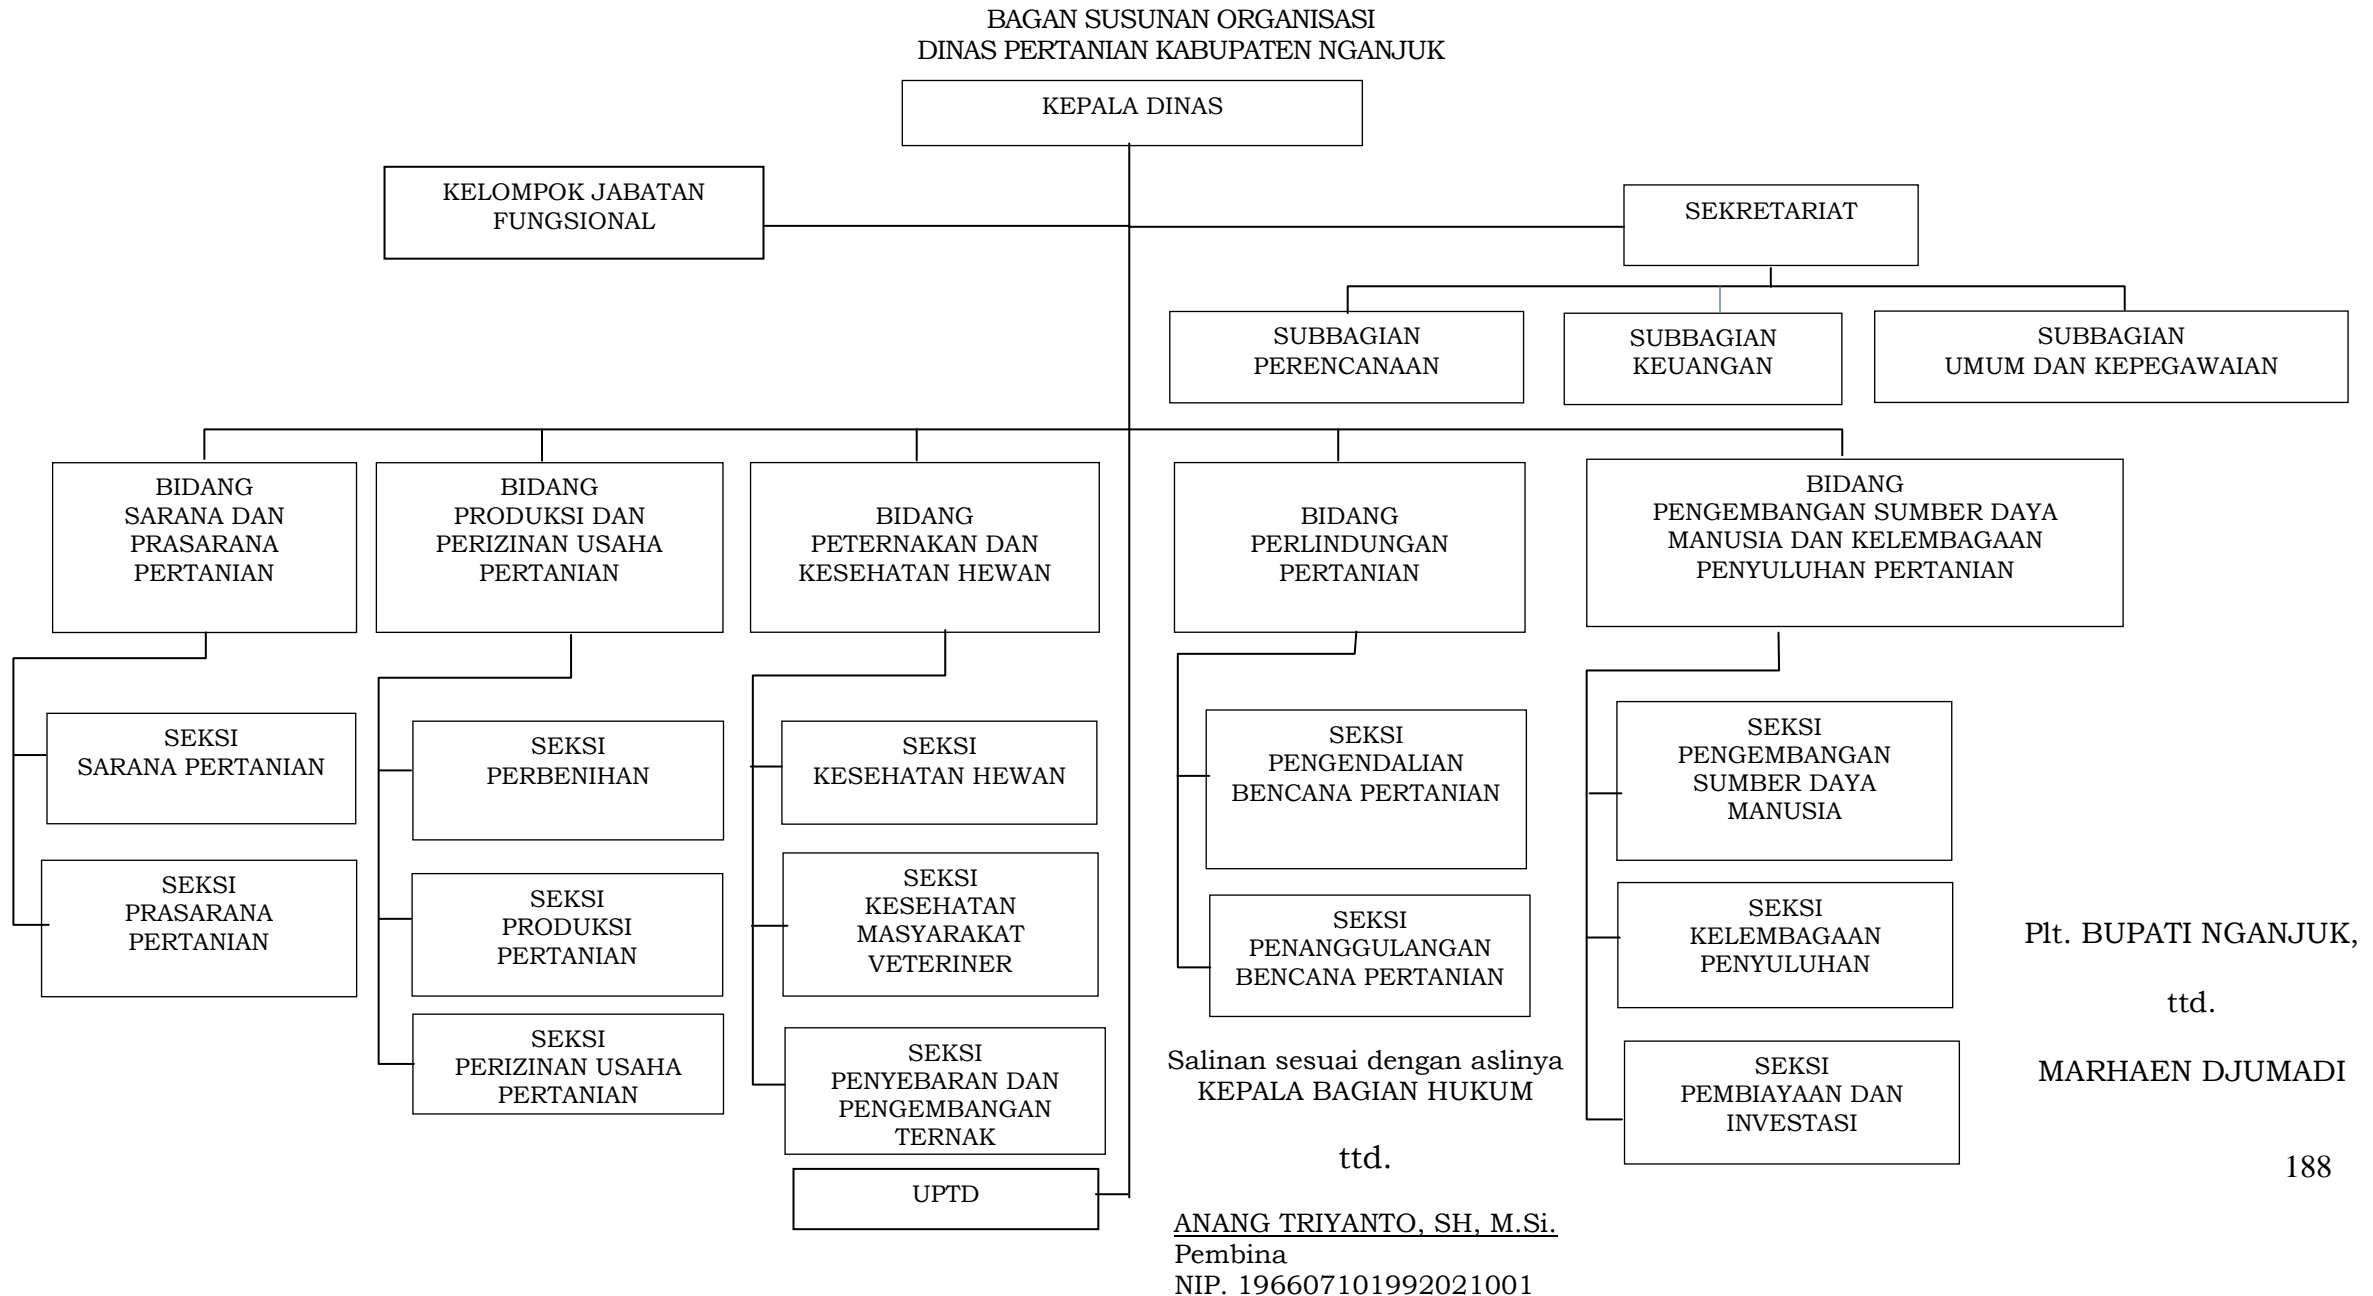 BAGAN SUSUNAN ORGANISASI
DINAS PERTANIAN KABUPATEN NGANJUK
KEPALA DINAS
KELOMPOK JABATAN
FUNGSIONAL
SEKRETARIAT
SUBBAGIAN
PERENCANAAN
SUBBAGIAN
KEUANGAN
SUBBAGIAN
UMUM DAN KEPEGAWAIAN
BIDANG
SARANA DAN
PRASARANA
PERTANIAN
BIDANG
PRODUKSI DAN
PERIZINAN USAHA
PERTANIAN
BIDANG
PETERNAKAN DAN
KESEHATAN HEWAN
BIDANG
PERLINDUNGAN
PERTANIAN
BIDANG
PENGEMBANGAN SUMBER DAYA
MANUSIA DAN KELEMBAGAAN
PENYULUHAN PERTANIAN
SEKSI
SARANA PERTANIAN
SEKSI
PRASARANA
PERTANIAN
SEKSI
PERBENIHAN
SEKSI
PRODUKSI
PERTANIAN
SEKSI
PERIZINAN USAHA
PERTANIAN
SEKSI
KESEHATAN HEWAN
SEKSI
KESEHATAN
MASYARAKAT
VETERINER
SEKSI
PENYEBARAN DAN
PENGEMBANGAN
TERNAK
UPTD
SEKSI
PENGENDALIAN
BENCANA PERTANIAN
SEKSI
PENANGGULANGAN
BENCANA PERTANIAN
SEKSI
PENGEMBANGAN
SUMBER DAYA
MANUSIA
SEKSI
KELEMBAGAAN
PENYULUHAN
SEKSI
PEMBIAYAAN DAN
INVESTASI
Plt. BUPATI NGANJUK,
ttd.
MARHAEN DJUMADI
Salinan sesuai dengan aslinya
KEPALA BAGIAN HUKUM
ttd.
ANANG TRIYANTO, SH, M.Si.
Pembina
NIP. 196607101992021001
188